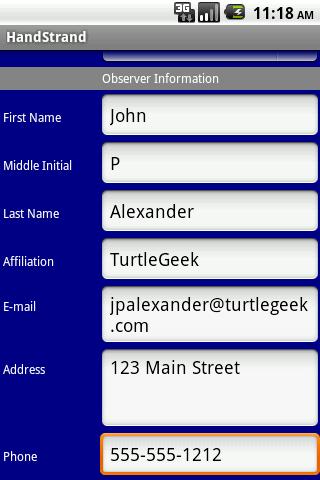 3G 11:18 AM
HandStrand
Observer Information
First Name John
Middle Initial P
Last Name Alexander
Affiliation TurtleGeek
E-mail jpalexander@turtlegeek
.com
Address 123 Main Street
Phone 555-555-1212